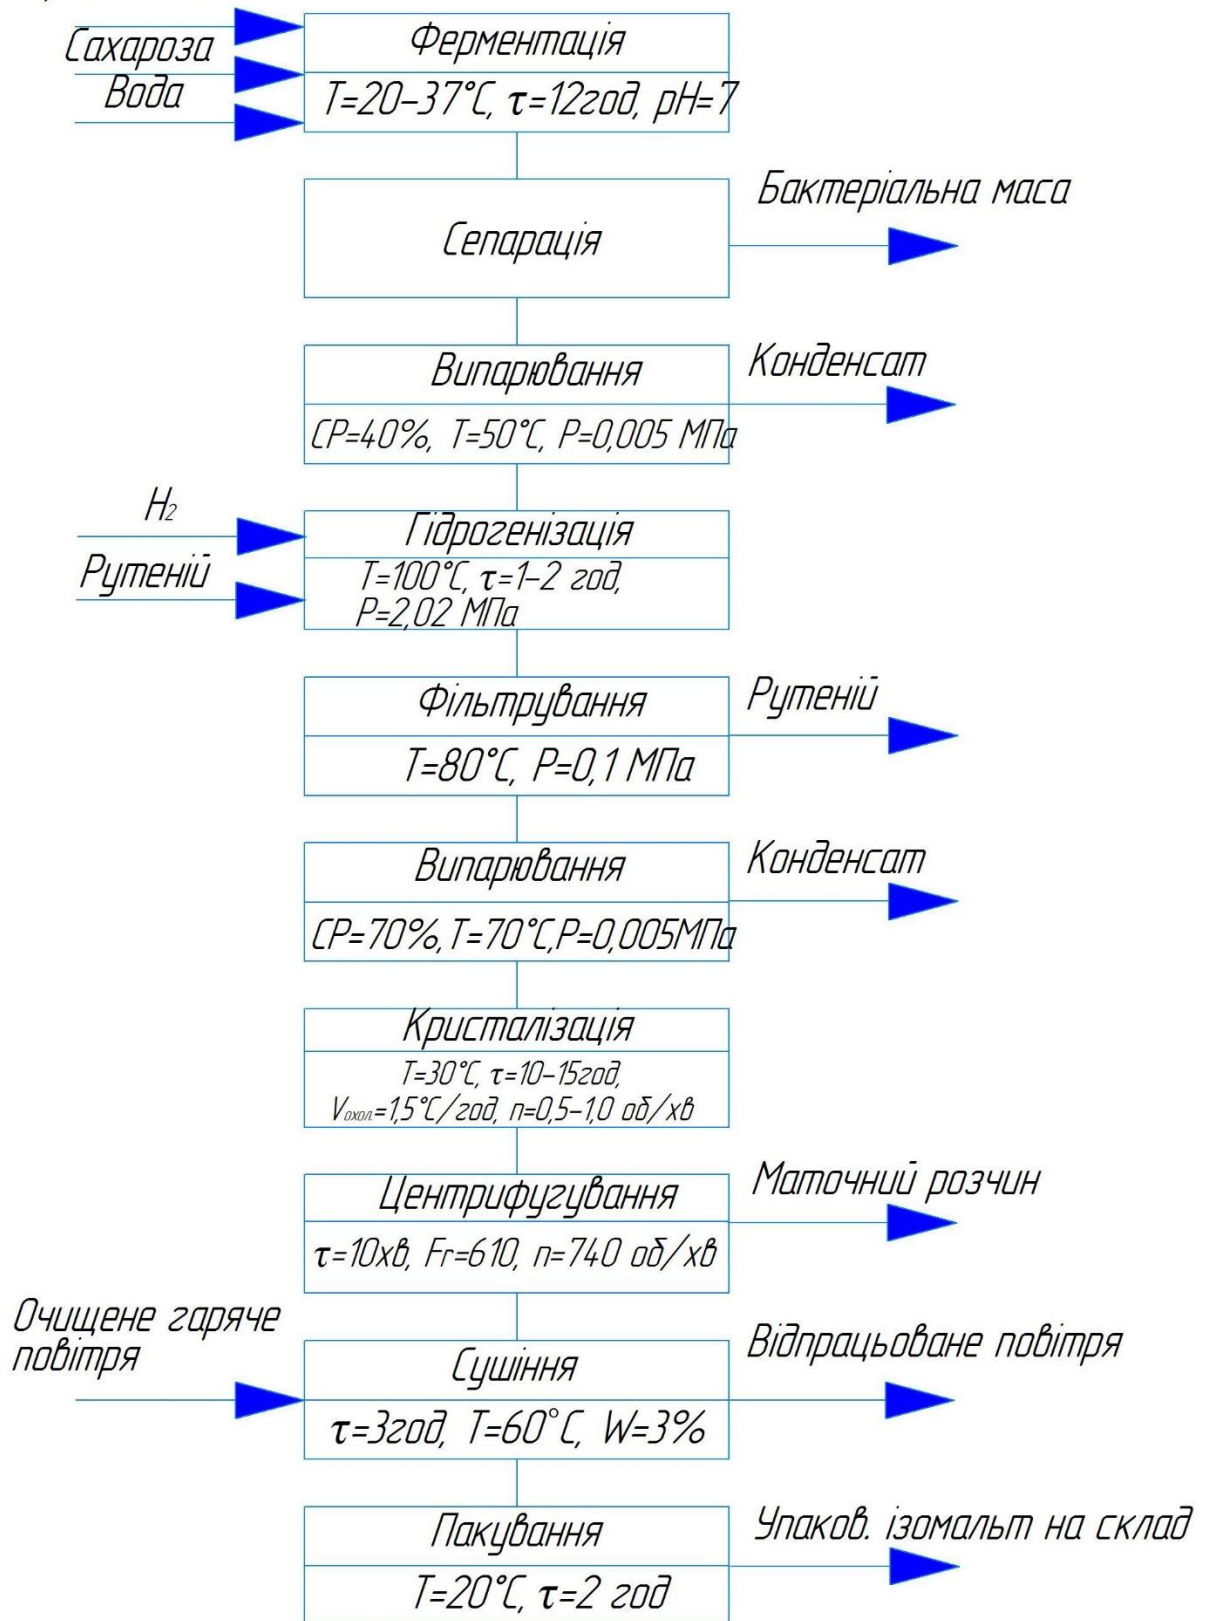 Сахароза
Ферментація
Вода
T=20-37°C, τ=12год, pH=7
Бактеріальна маса
Сепарація
Випарювання
Конденсат
СР=40%, T=50°C, P=0,005 МПа
H₂
Гідрогенізація
Рутеній
T=100°C, τ=1-2 год,
P=2,02 МПа
Фільтрування
Рутеній
T=80°C, P=0,1 МПа
Випарювання
Конденсат
СР=70%, T=70°C, P=0,005МПа
Кристалізація
T=30°C, τ=10-15год,
Vохол.=1,5°C/год, n=0,5-1,0 об/хв
Центрифугування
Маточний розчин
τ=10хв, Fr=610, n=740 об/хв
Очищене гаряче
повітря
Сушіння
Відпрацьоване повітря
τ=3год, T=60°C, W=3%
Пакування
Упаков. ізомальт на склад
T=20°C, τ=2 год